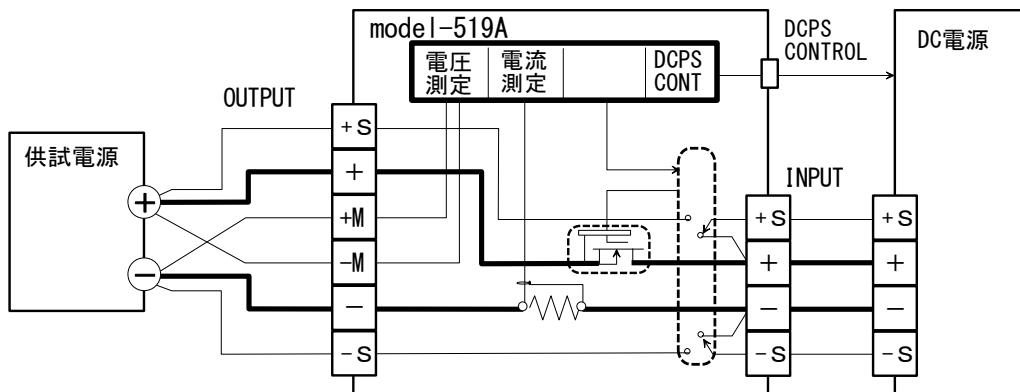 model-519A
電圧
測定
電流
測定
DCPS
CONT
DCPS
CONTROL
DC電源
OUTPUT
供試電源
+
−
+S
+
+M
−M
−
−S
INPUT
+S
+
−
−S
+S
+
−
−S